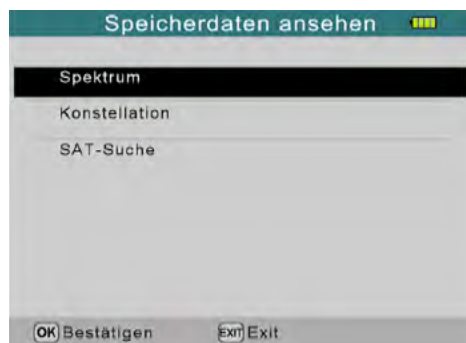 Speicherdaten ansehen
Spektrum
Konstellation
SAT-Suche
OK Bestätigen EXIT Exit